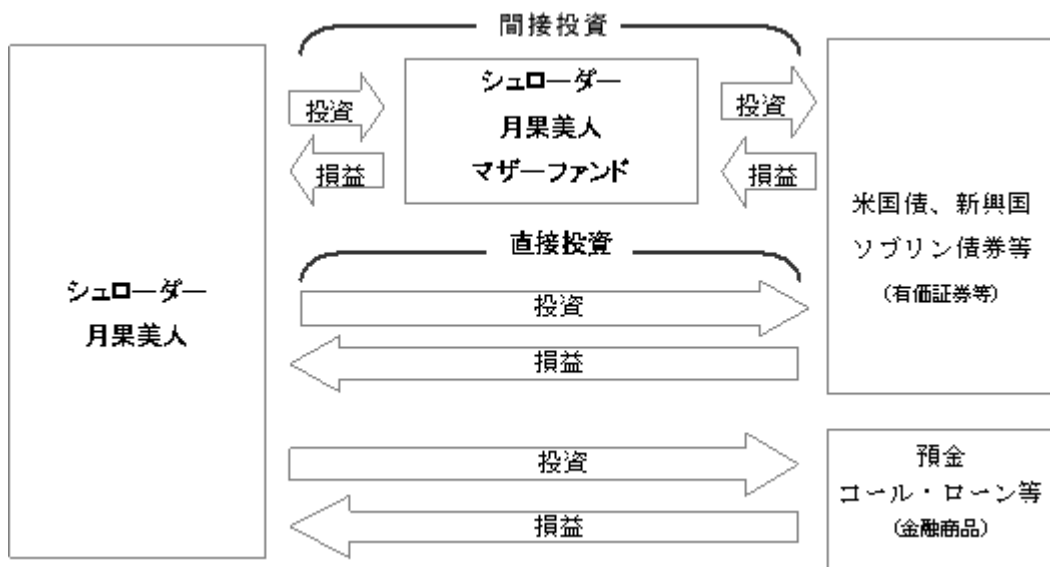 間接投資
シュローダー
月果美人
マザーファンド
投資
損益
投資
損益
直接投資
投資
損益
シュローダー
月果美人
米国債、新興国
ソブリン債券等
(有価証券等)
投資
損益
預金
コール・ローン等
(金融商品)